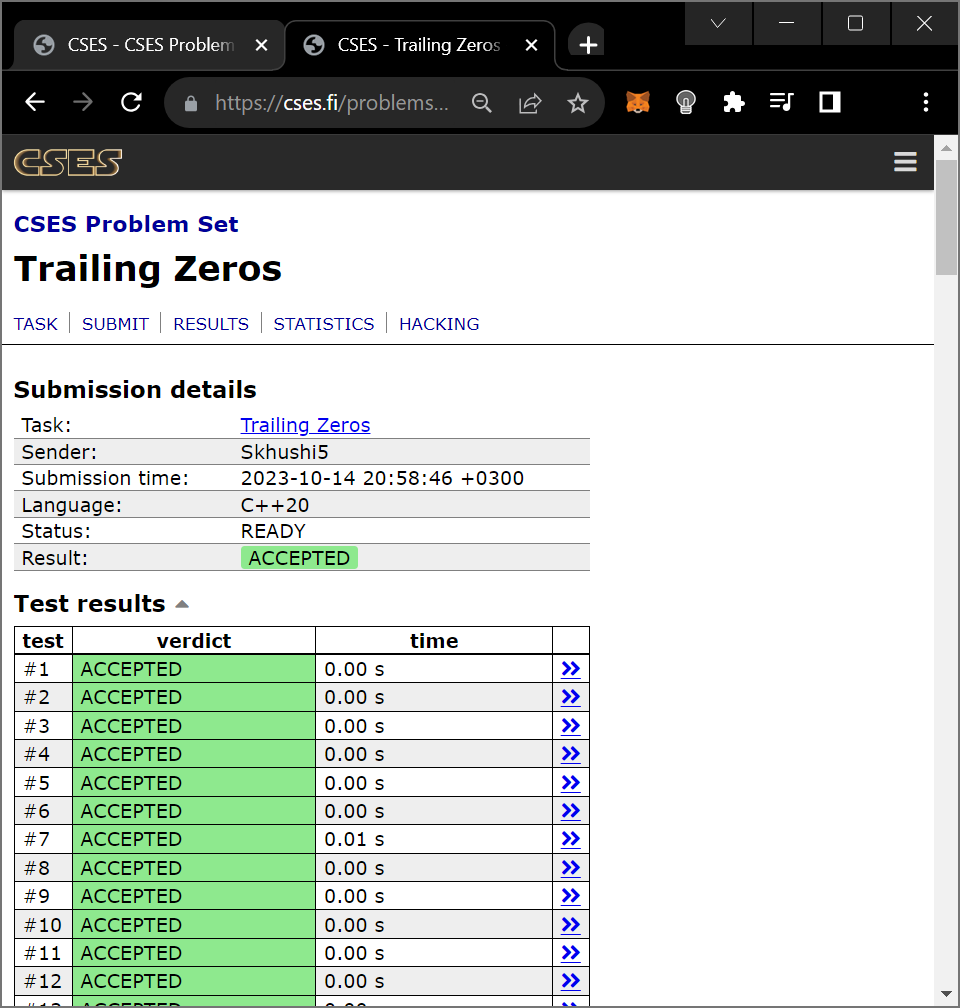 CSES - CSES Problem
CSES - Trailing Zeros
https://cses.fi/problems...
CSES
CSES Problem Set
Trailing Zeros
TASK SUBMIT RESULTS STATISTICS HACKING
Submission details
Task: Trailing Zeros
Sender: Skhushi5
Submission time: 2023-10-14 20:58:46 +0300
Language: C++20
Status: READY
Result: ACCEPTED
Test results
test verdict time
#1 ACCEPTED 0.00 s
#2 ACCEPTED 0.00 s
#3 ACCEPTED 0.00 s
#4 ACCEPTED 0.00 s
#5 ACCEPTED 0.00 s
#6 ACCEPTED 0.00 s
#7 ACCEPTED 0.01 s
#8 ACCEPTED 0.00 s
#9 ACCEPTED 0.00 s
#10 ACCEPTED 0.00 s
#11 ACCEPTED 0.00 s
#12 ACCEPTED 0.00 s